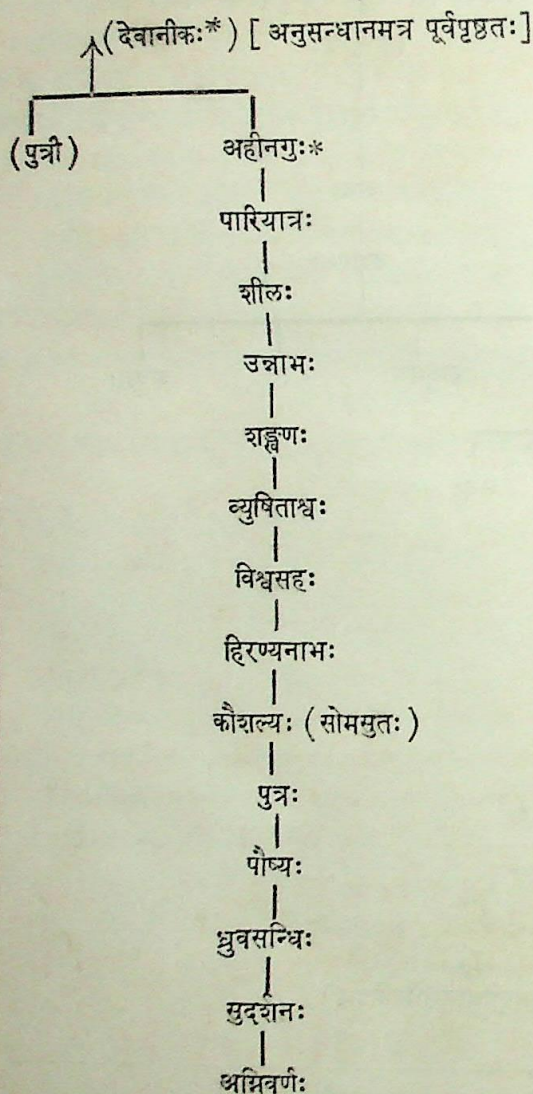 (देवानीकः*) [ अनुसन्धानमत्र पूर्वपृष्ठतः]
(पुत्री) अहीनगुः*
पारियात्रः
शीलः
उन्नाभः
शङ्खणः
व्युषिताश्वः
विश्वसहः
हिरण्यनाभः
कौशल्यः (सोमसुतः)
पुत्रः
पौष्यः
ध्रुवसन्धिः
सुदर्शनः
अग्निवर्णः